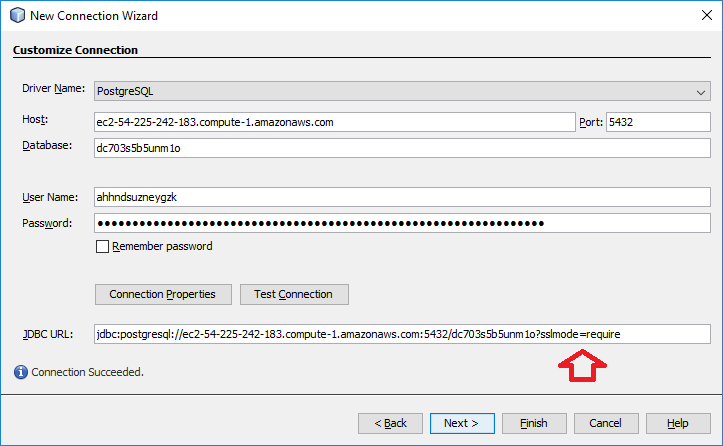 New Connection Wizard
Customize Connection
Driver Name: PostgreSQL
Host: ec2-54-225-242-183.compute-1.amazonaws.com Port: 5432
Database: dc703s5b5unm1o
User Name: ahhndsuzneygzk
Password: ●●●●●●●●●●●●●●●●●●●●●●●●●●●●●●●●●●●●●●●●●●●●●●●●●●●●●●●●●●●●●●●●
Remember password
Connection Properties Test Connection
JDBC URL: jdbc:postgresql://ec2-54-225-242-183.compute-1.amazonaws.com:5432/dc703s5b5unm1o?sslmode=require
Connection Succeeded.
< Back Next > Finish Cancel Help